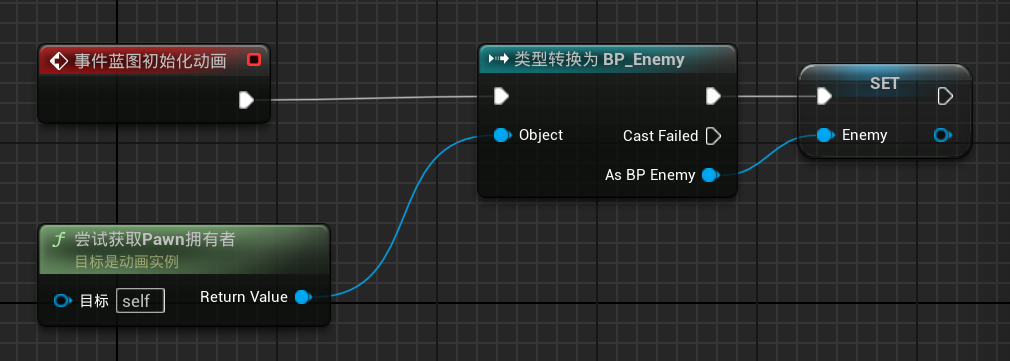 事件蓝图初始化动画
类型转换为 BP_Enemy
Object
Cast Failed
As BP Enemy
SET
Enemy
尝试获取Pawn拥有者
目标是动画实例
目标 self
Return Value